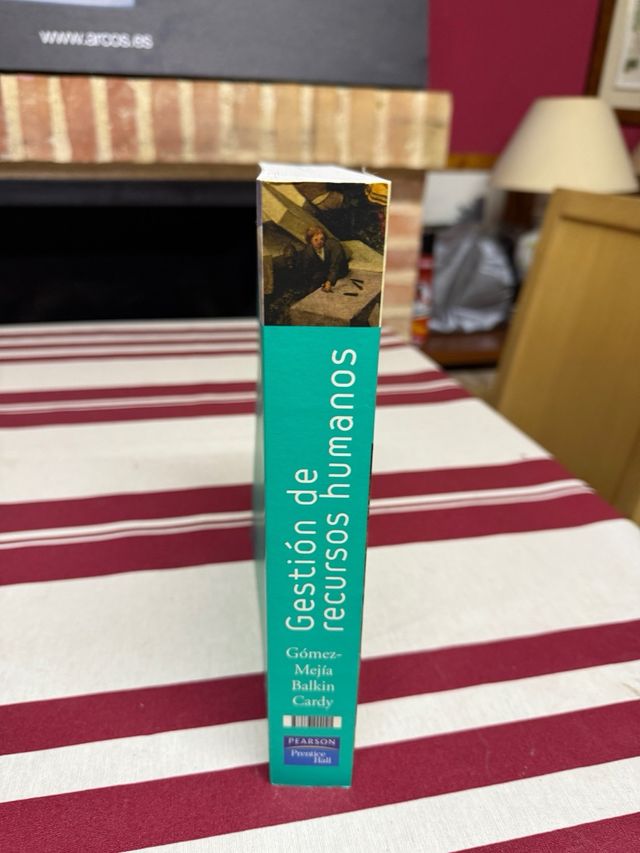 www.arcos.es
Gestión de
recursos humanos
Gómez-
Mejía
Balkin
Cardy
PEARSON
Prentice
Hall